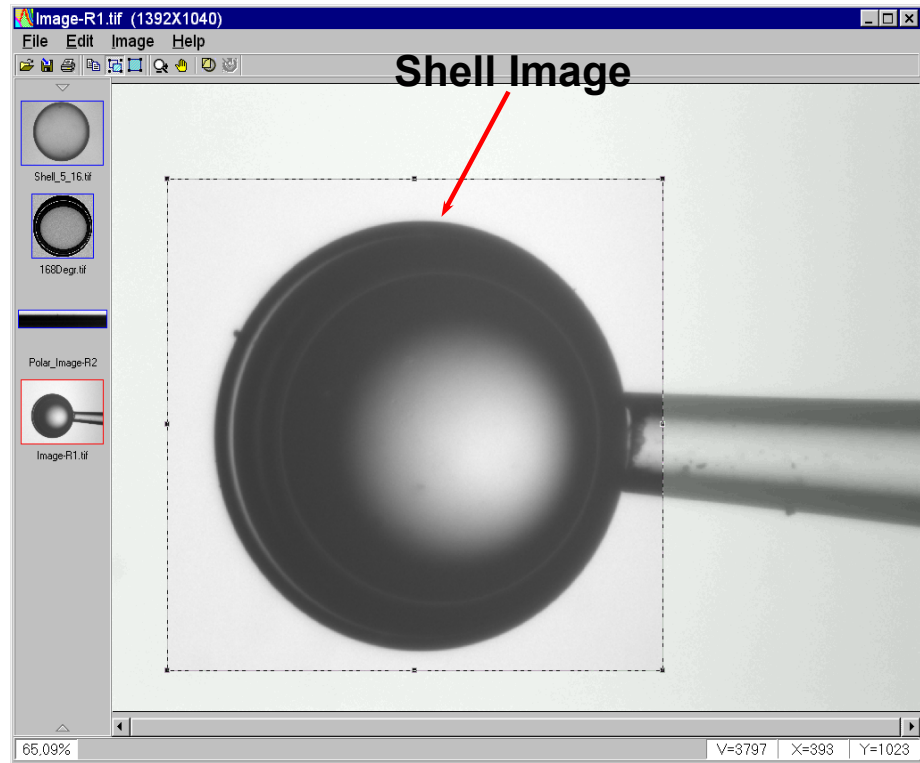 Image-R1.tif (1392X1040)
File Edit Image Help
Shell Image
Shell_5_16.tif
168Degr.tif
Polar_Image-R2
Image-R1.tif
65,09%
V=3797 X=393 Y=1023